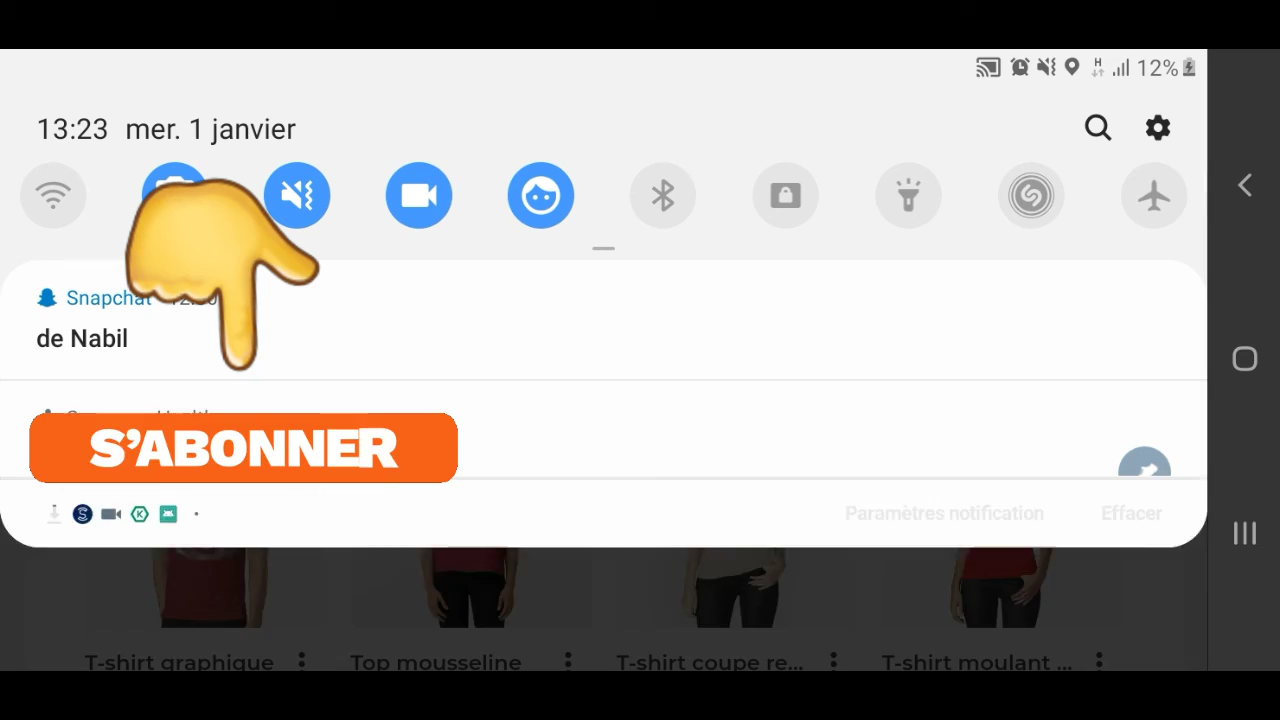 12%
13:23 mer. 1 janvier
Snapchat
de Nabil
S'ABONNER
Paramètres notification Effacer
T-shirt graphique Top mousseline T-shirt coupe re... T-shirt moulant ...